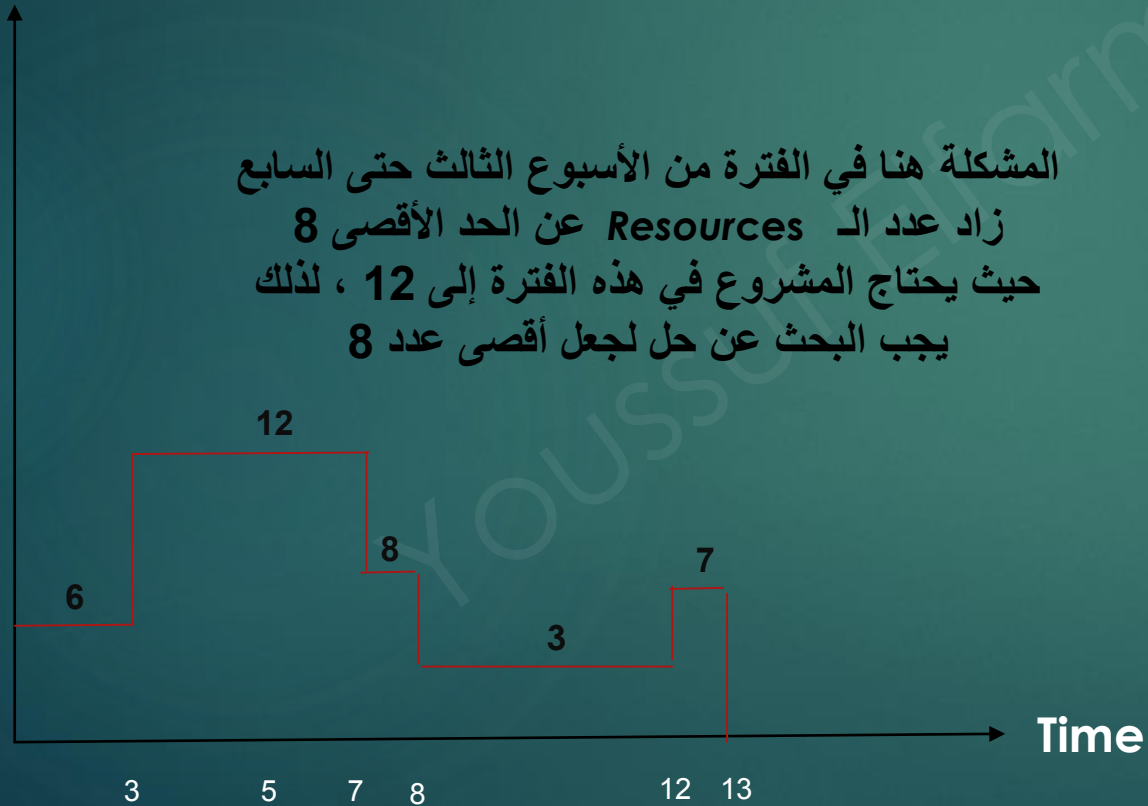 المشكلة هنا في الفترة من الأسبوع الثالث حتى السابع
زاد عدد الـ Resources عن الحد الأقصى 8
حيث يحتاج المشروع في هذه الفترة إلى 12 ، لذلك
يجب البحث عن حل لجعل أقصى عدد 8
12
8
7
6
3
Time
3 5 7 8 12 13